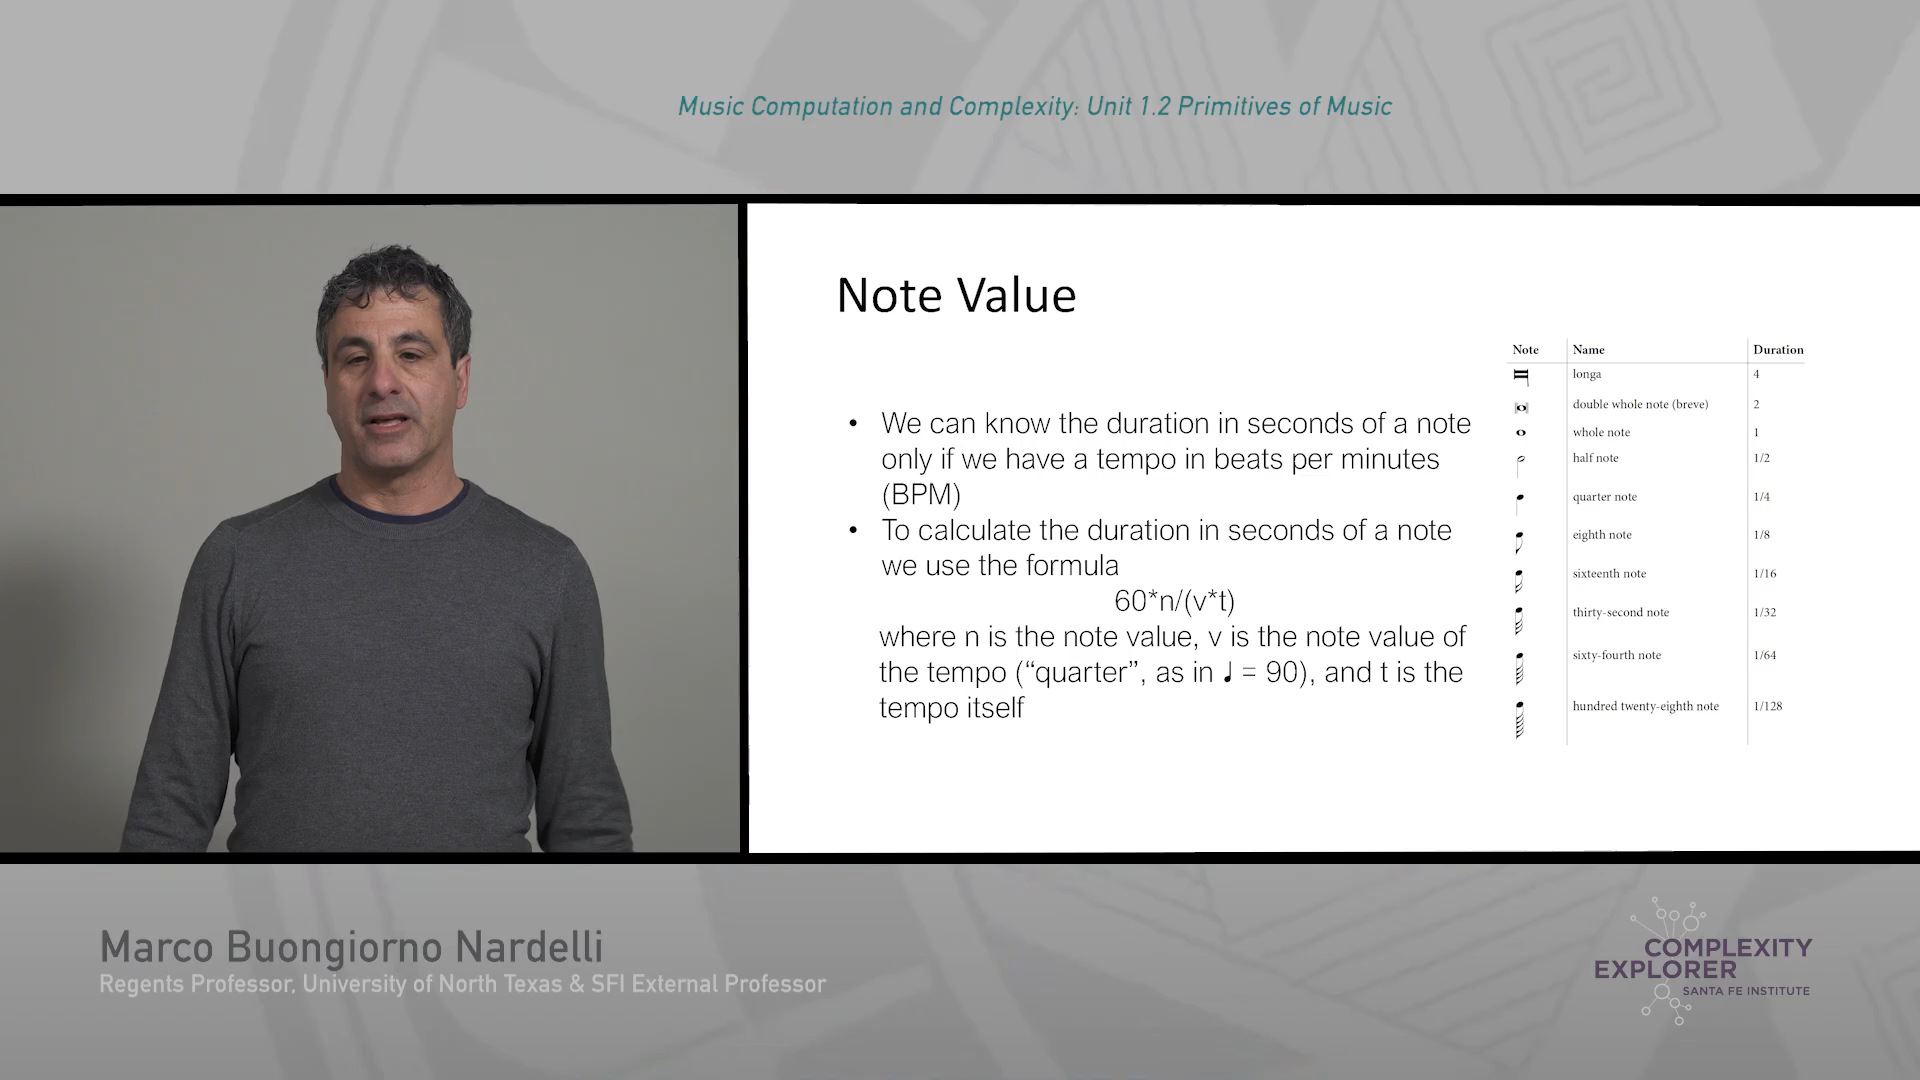 Music Computation and Complexity: Unit 1.2 Primitives of Music
Note Value
• We can know the duration in seconds of a note
only if we have a tempo in beats per minutes
(BPM)
• To calculate the duration in seconds of a note
we use the formula
60*n/(v*t)
where n is the note value, v is the note value of
the tempo (“quarter”, as in ♩ = 90), and t is the
tempo itself
Note Name Duration
longa 4
double whole note (breve) 2
whole note 1
half note 1/2
quarter note 1/4
eighth note 1/8
sixteenth note 1/16
thirty-second note 1/32
sixty-fourth note 1/64
hundred twenty-eighth note 1/128
Marco Buongiorno Nardelli
Regents Professor, University of North Texas & SFI External Professor
COMPLEXITY
EXPLORER
SANTA FE INSTITUTE